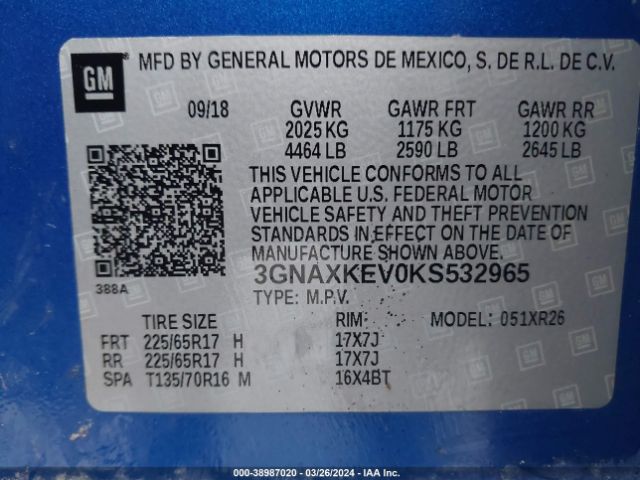 GM
MFD BY GENERAL MOTORS DE MEXICO, S. DE R.L. DE C.V.
09/18 GVWR GAWR FRT GAWR RR
2025 KG 1175 KG 1200 KG
4464 LB 2590 LB 2645 LB
THIS VEHICLE CONFORMS TO ALL
APPLICABLE U.S. FEDERAL MOTOR
VEHICLE SAFETY AND THEFT PREVENTION
STANDARDS IN EFFECT ON THE DATE OF
MANUFACTURE SHOWN ABOVE.
388A
3GNAXKEV0KS532965
TYPE: M.P.V.
TIRE SIZE RIM: MODEL: 051XR26
FRT 225/65R17 H 17X7J
RR 225/65R17 H 17X7J
SPA T135/70R16 M 16X4BT
000-38987020 - 03/26/2024 - IAA Inc.